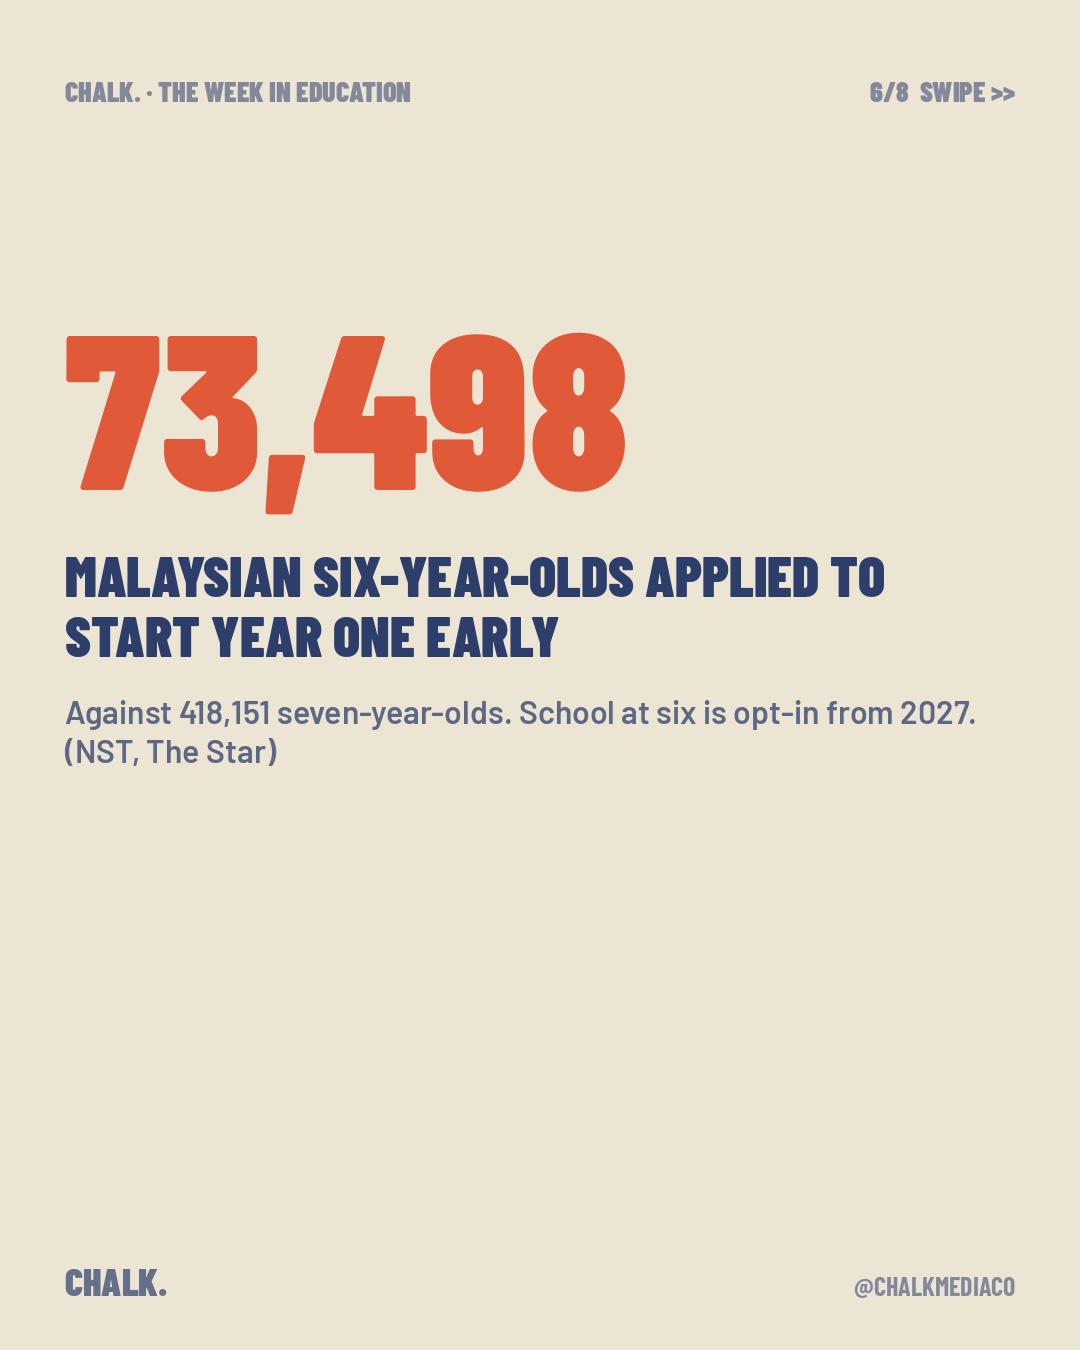 CHALK. · THE WEEK IN EDUCATION
6/8 SWIPE >>
73,498
MALAYSIAN SIX-YEAR-OLDS APPLIED TO
START YEAR ONE EARLY
Against 418,151 seven-year-olds. School at six is opt-in from 2027.
(NST, The Star)
CHALK.
@CHALKMEDIACO